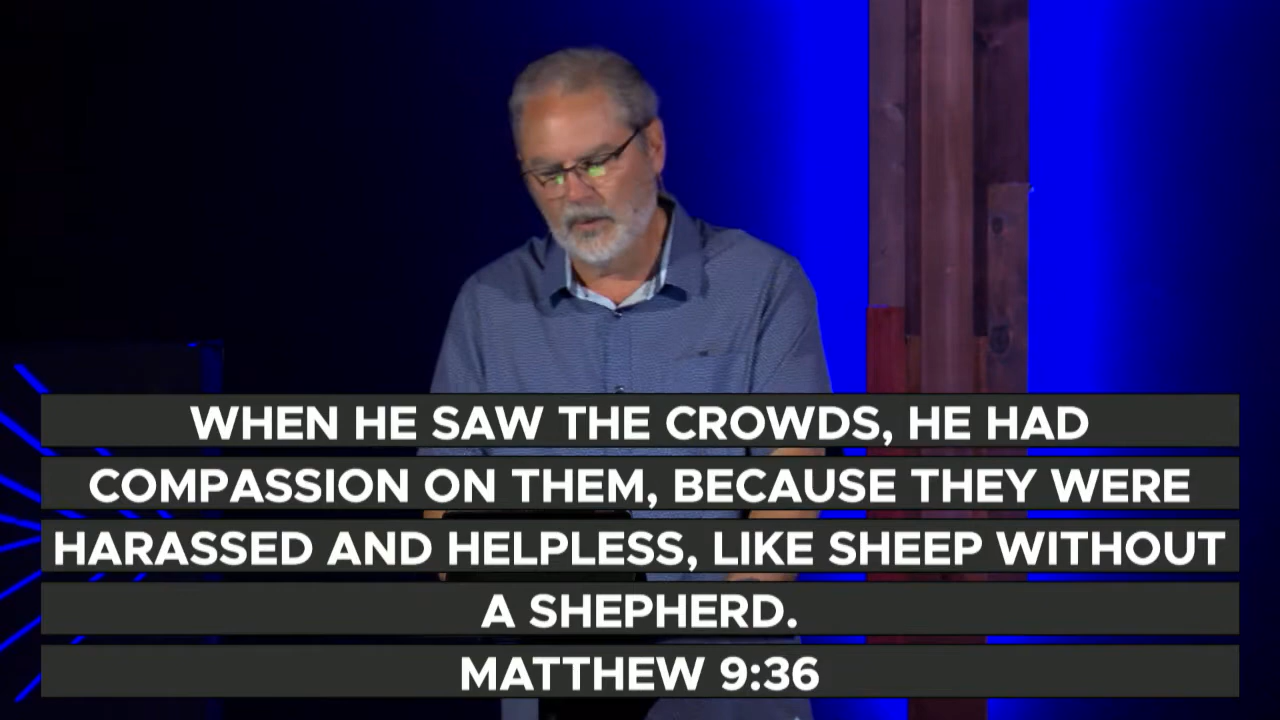 WHEN HE SAW THE CROWDS, HE HAD
COMPASSION ON THEM, BECAUSE THEY WERE
HARASSED AND HELPLESS, LIKE SHEEP WITHOUT
A SHEPHERD.
MATTHEW 9:36